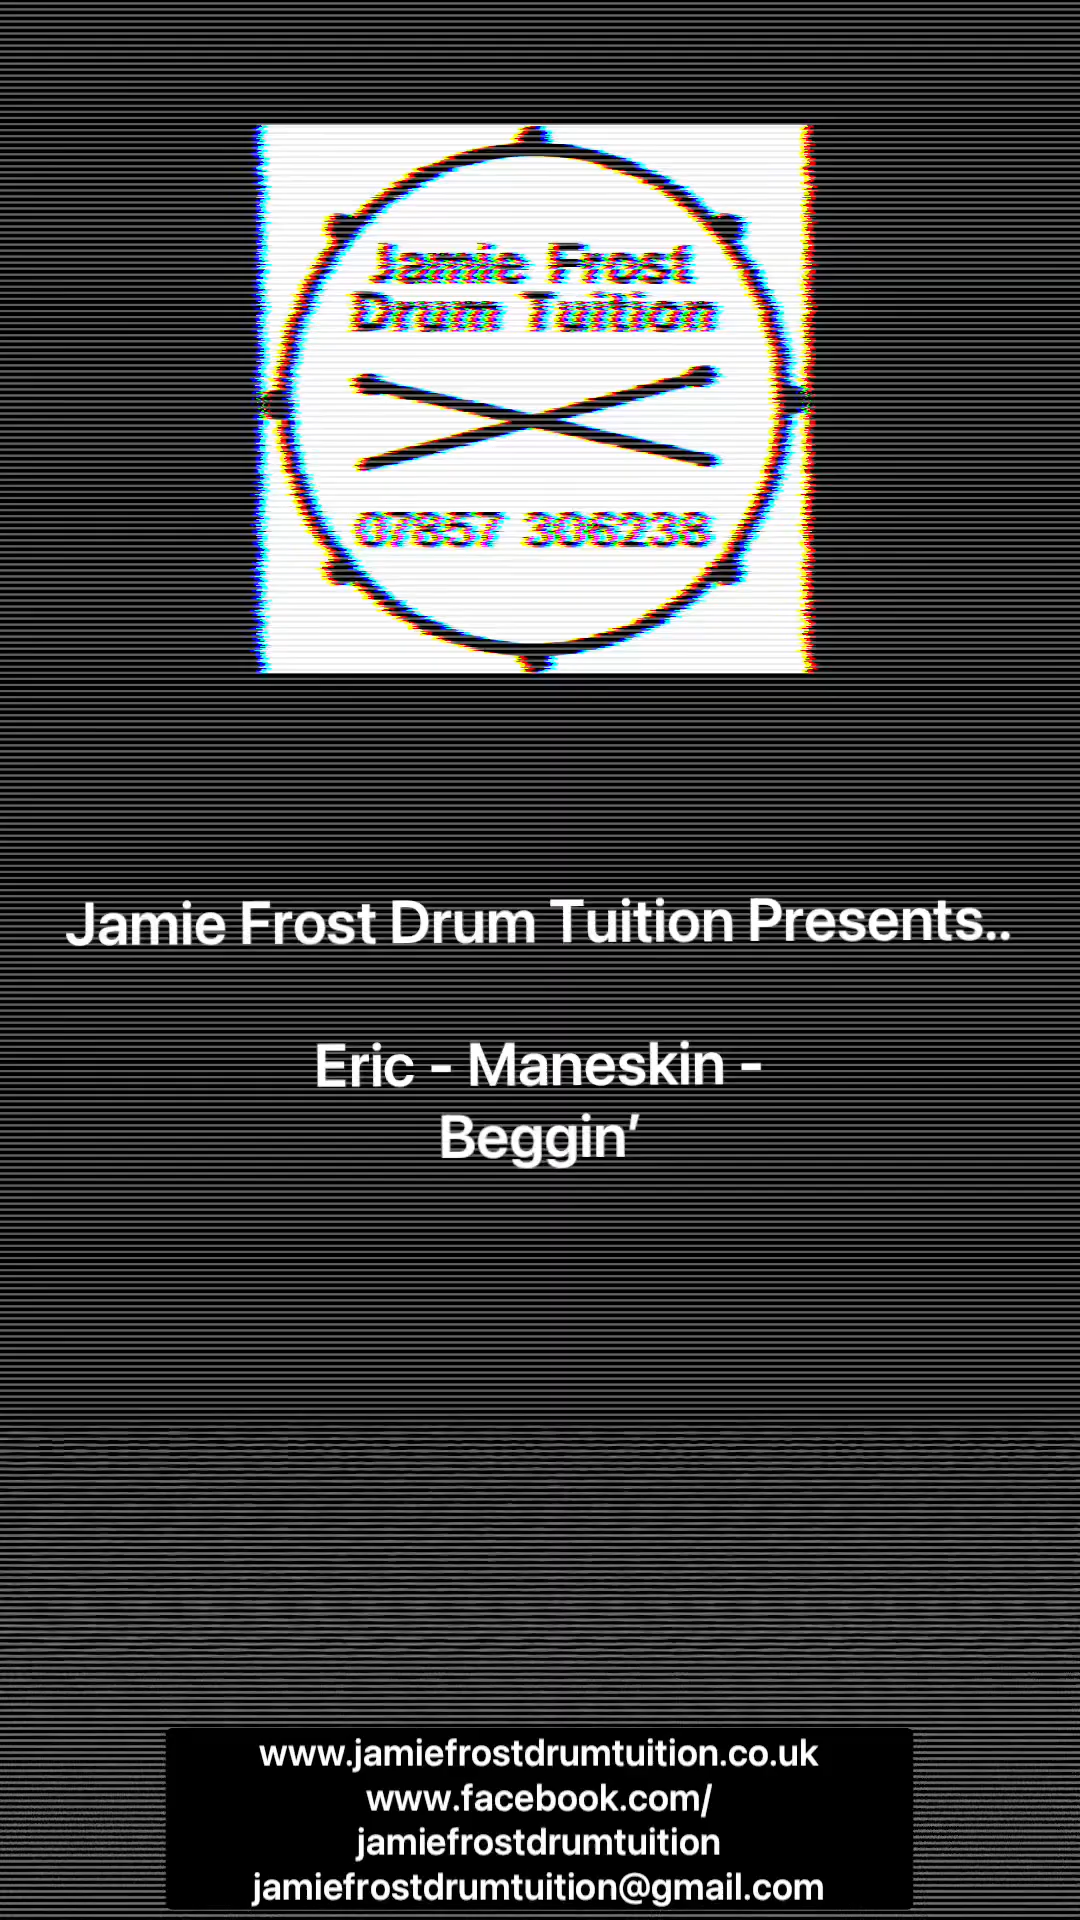 Jamie Frost
Drum Tuition
07857 306238
Jamie Frost Drum Tuition Presents..
Eric - Maneskin -
Beggin’
www.jamiefrostdrumtuition.co.uk
www.facebook.com/
jamiefrostdrumtuition
jamiefrostdrumtuition@gmail.com